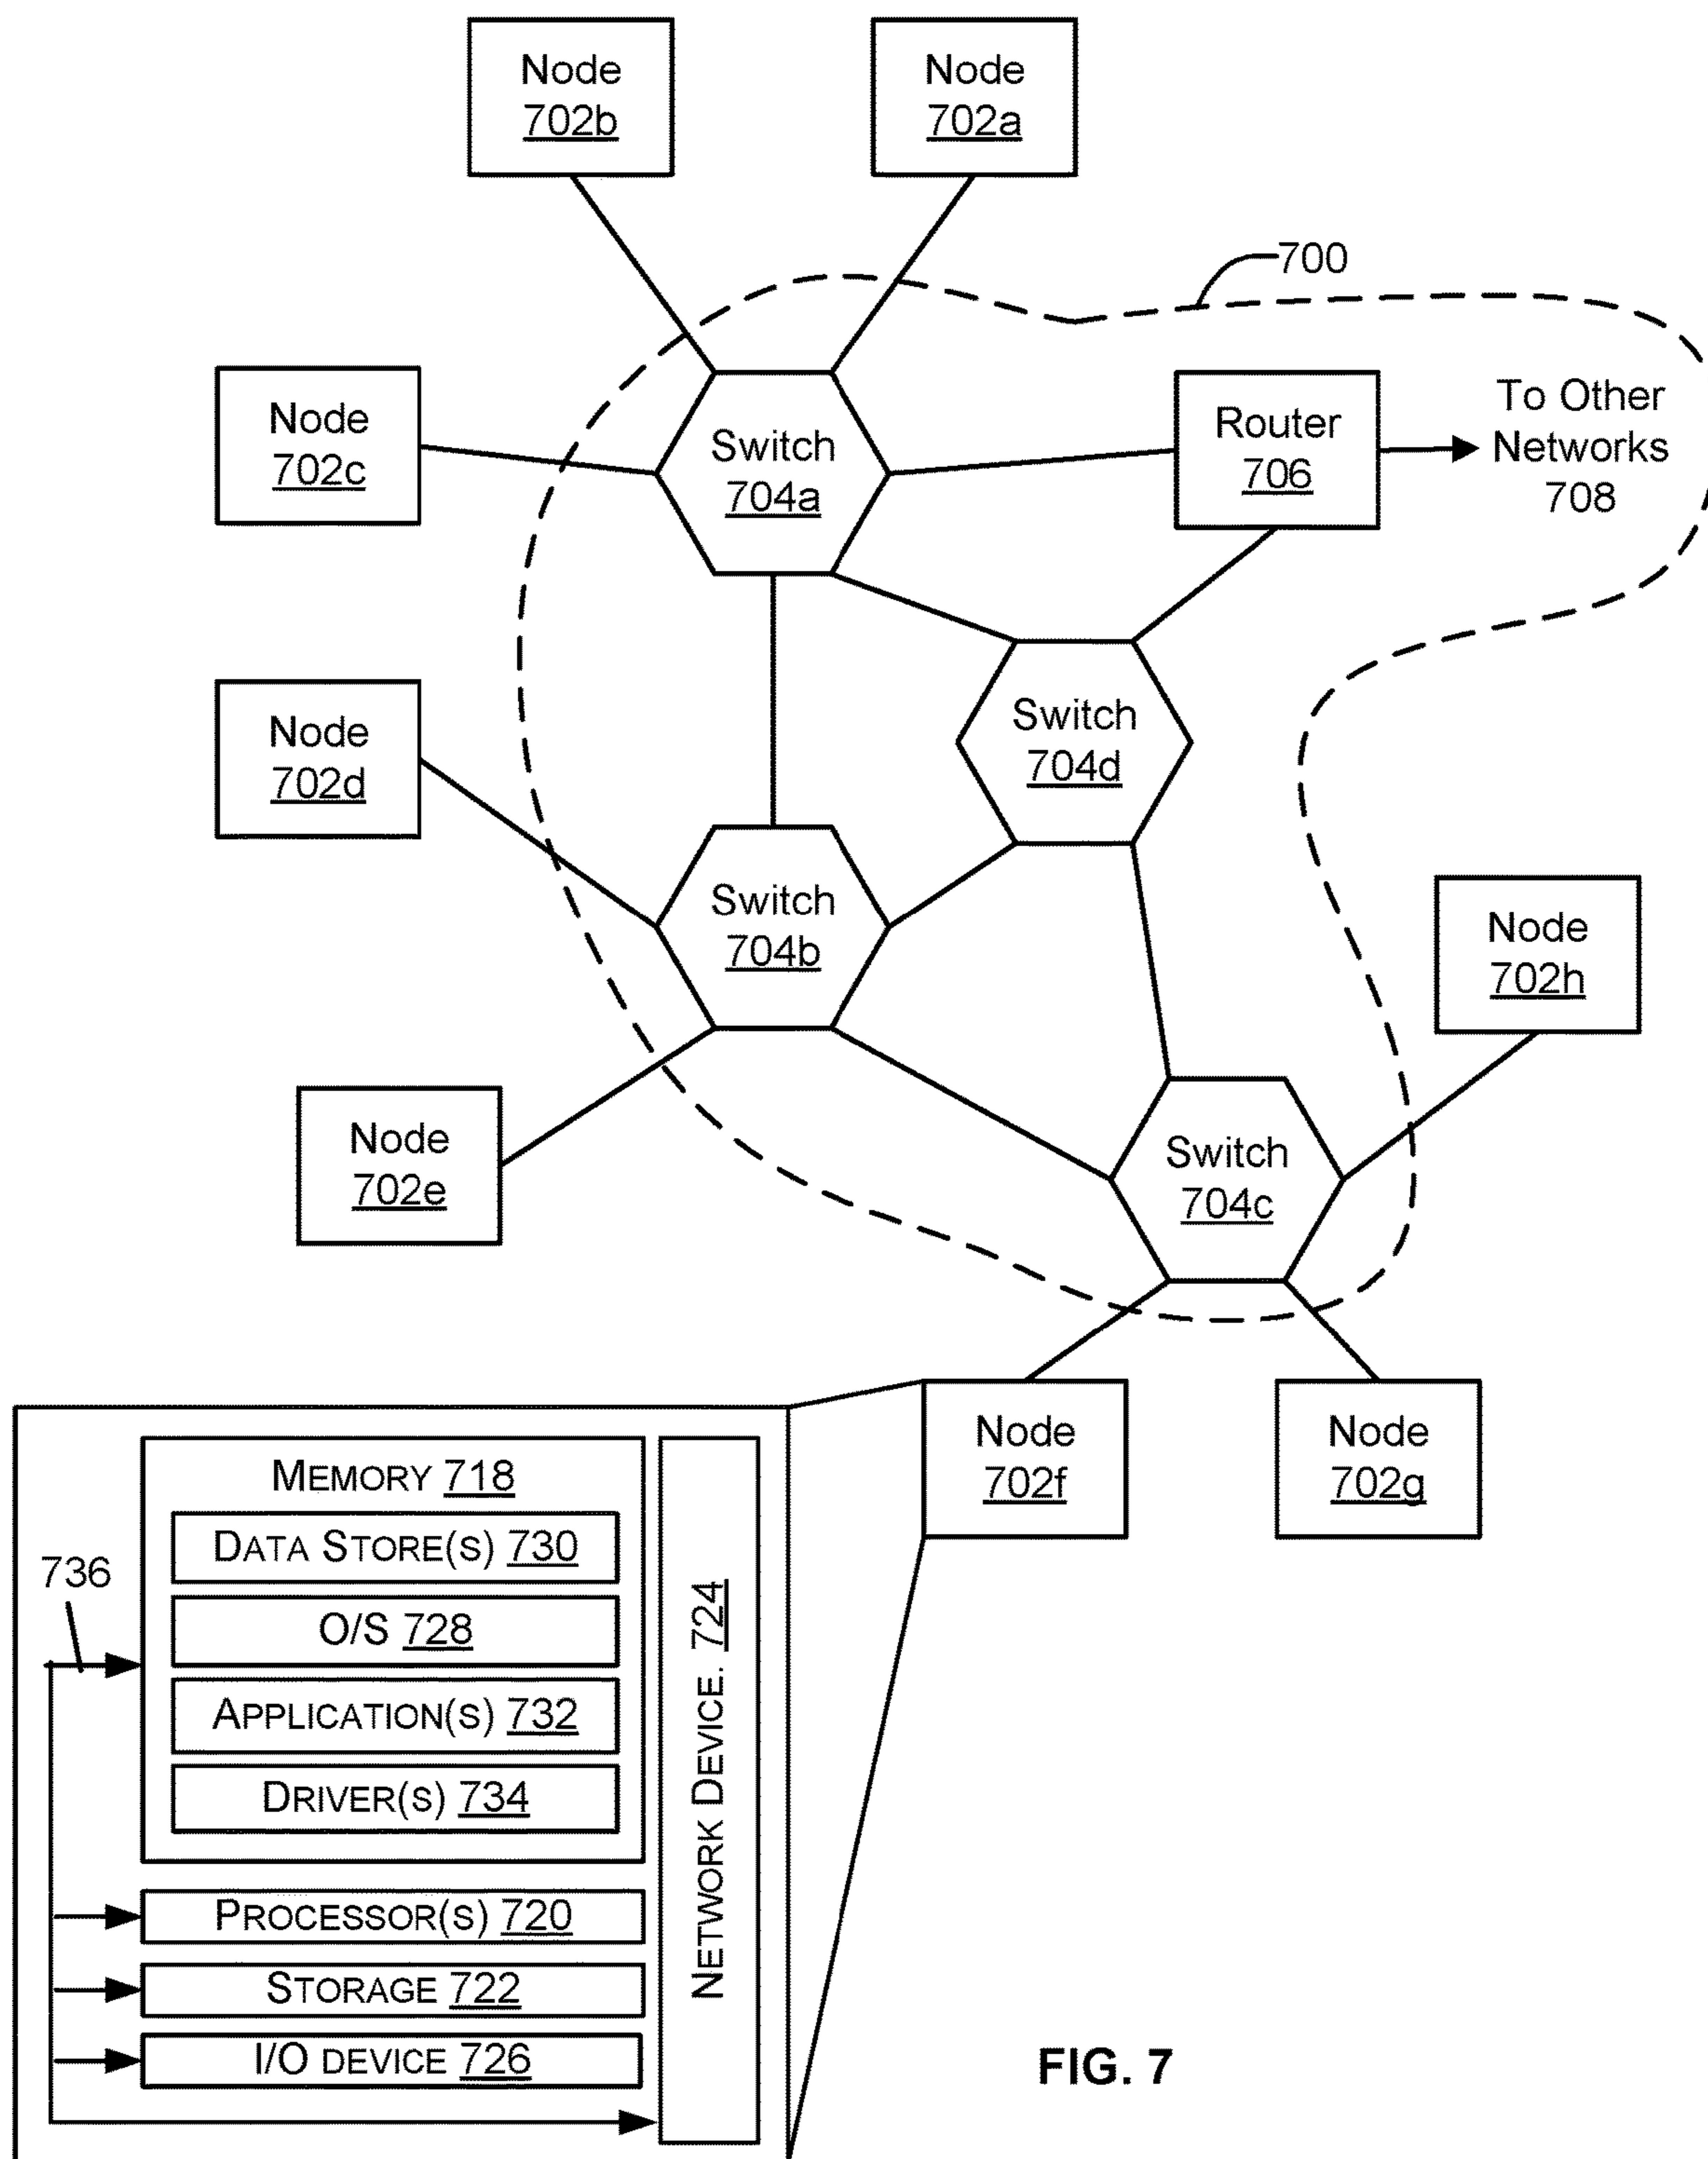 Node
702b
Node
702a
700
Node
702c
Switch
704a
Router
706
To Other
Networks
708
Node
702d
Switch
704d
Switch
704b
Node
702h
Node
702e
Switch
704c
Node
702f
Node
702g
MEMORY 718
DATA STORE(S) 730
736
O/S 728
APPLICATION(S) 732
DRIVER(S) 734
NETWORK DEVICE. 724
PROCESSOR(S) 720
STORAGE 722
I/O DEVICE 726
FIG. 7